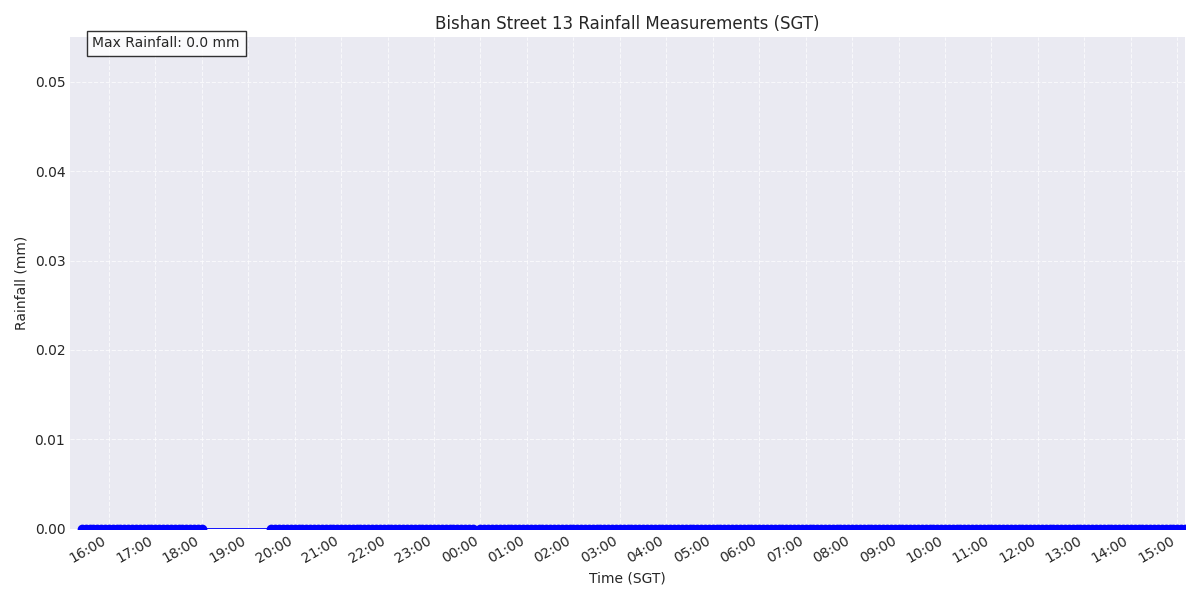 Bishan Street 13 Rainfall Measurements (SGT)
Max Rainfall: 0.0 mm
0.05
0.04
0.03
0.02
0.01
0.00
Rainfall (mm)
16:00 17:00 18:00 19:00 20:00 21:00 22:00 23:00 00:00 01:00 02:00 03:00 04:00 05:00 06:00 07:00 08:00 09:00 10:00 11:00 12:00 13:00 14:00 15:00
Time (SGT)